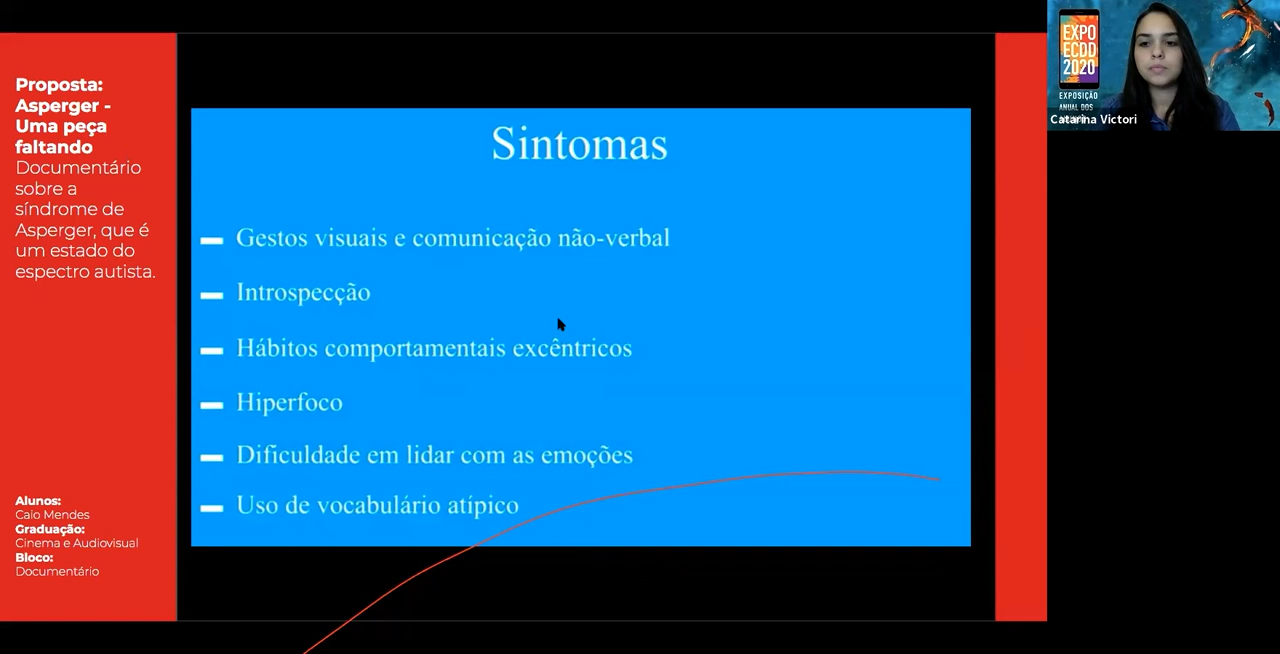 Proposta:
Asperger -
Uma peça
faltando
Documentário
sobre a
síndrome de
Asperger, que é
um estado do
espectro autista.
Alunos:
Caio Mendes
Graduação:
Cinema e Audiovisual
Bloco:
Documentário
Sintomas
Gestos visuais e comunicação não-verbal
Introspecção
Hábitos comportamentais excêntricos
Hiperfoco
Dificuldade em lidar com as emoções
Uso de vocabulário atípico
EXPO
ECDD
2020
EXPOSIÇÃO
ANUAL DOS
Catarina Victori